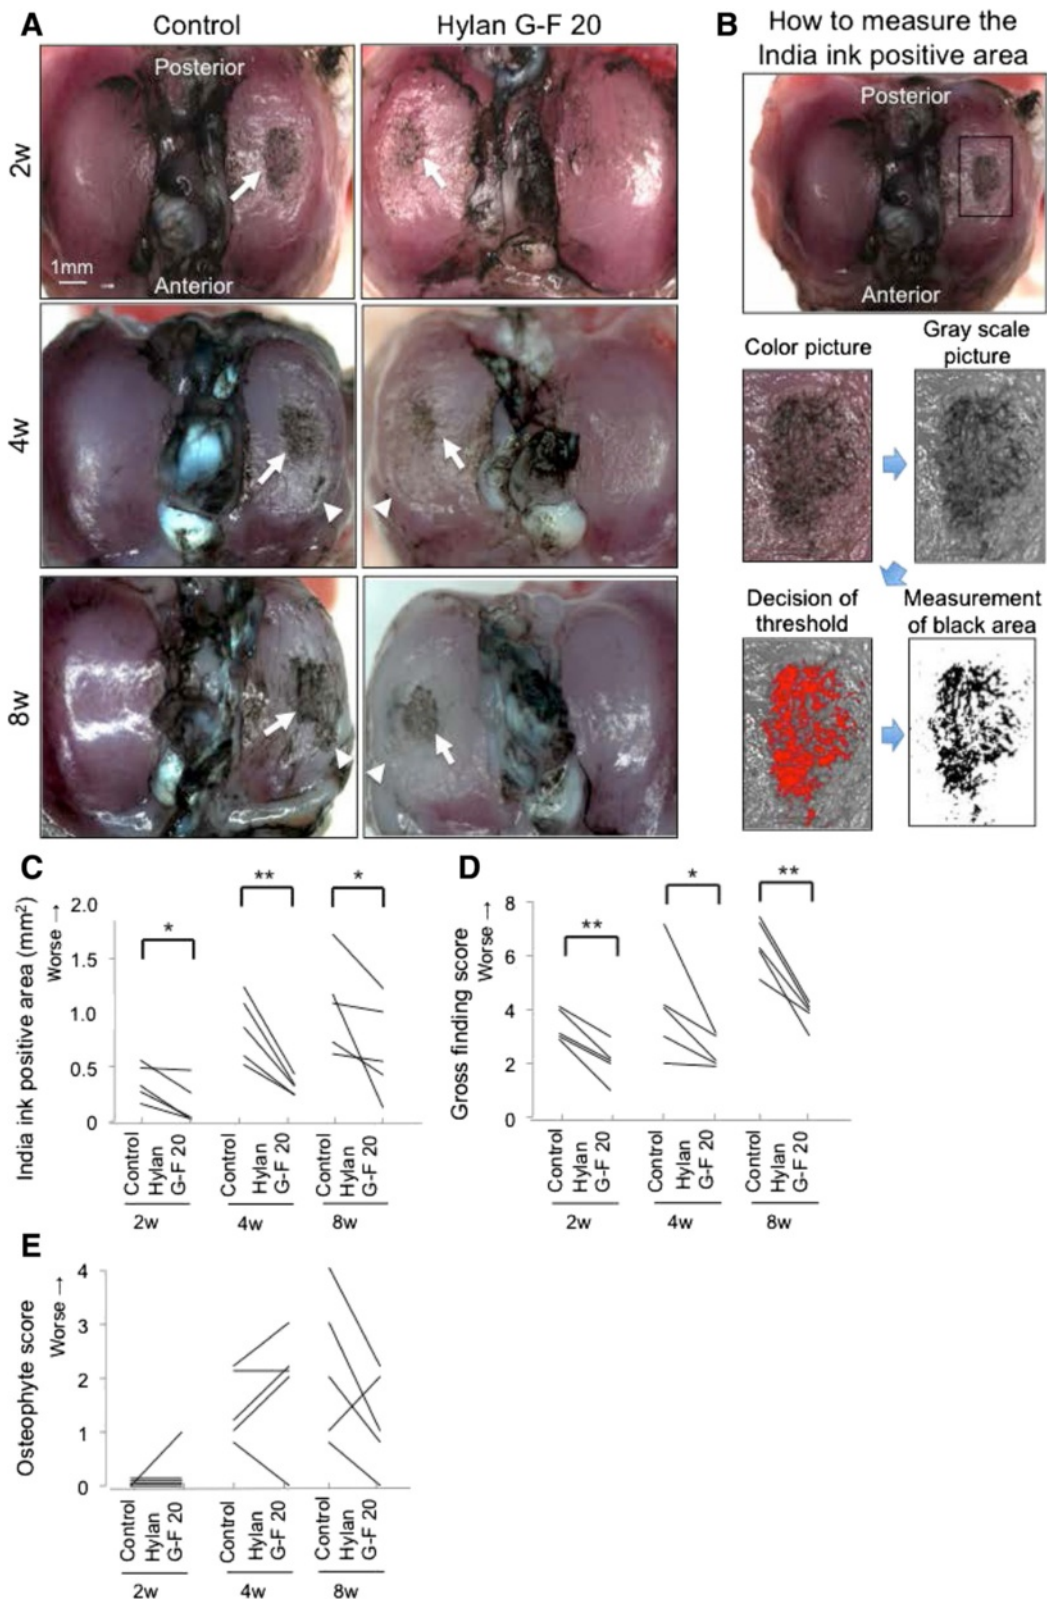 A
Control
Hylan G-F 20
2w
Posterior
1mm
Anterior
4w
8w
B
How to measure the
India ink positive area
Posterior
Anterior
Color picture
Gray scale
picture
Decision of
threshold
Measurement
of black area
C
India ink positive area (mm²)
Worse →
2.0
1.5
1.0
0.5
0
*
**
*
Control
Hylan
G-F 20
Control
Hylan
G-F 20
Control
Hylan
G-F 20
2w
4w
8w
D
Gross finding score
Worse →
8
6
4
2
0
**
*
**
Control
Hylan
G-F 20
Control
Hylan
G-F 20
Control
Hylan
G-F 20
2w
4w
8w
E
Osteophyte score
Worse →
4
3
2
1
0
Control
Hylan
G-F 20
Control
Hylan
G-F 20
Control
Hylan
G-F 20
2w
4w
8w